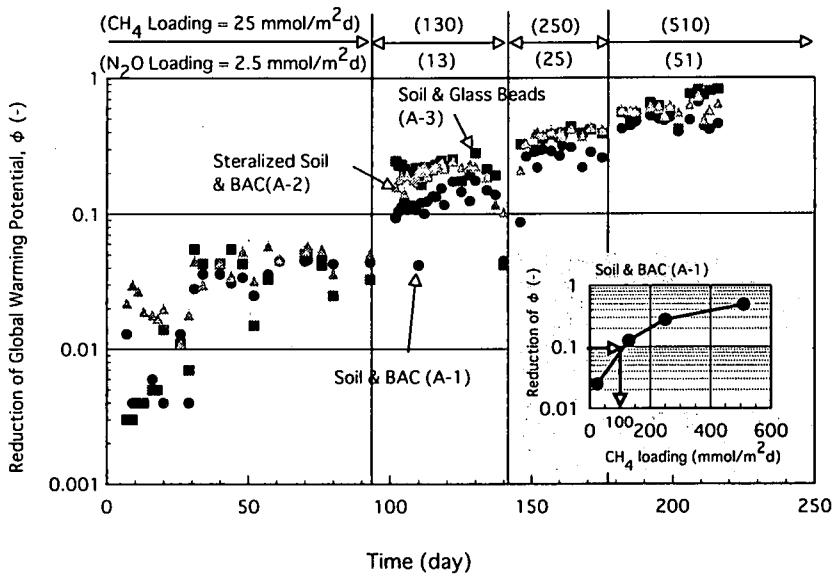 (CH₄ Loading = 25 mmol/m²d) (130) (250) (510)
(N₂O Loading = 2.5 mmol/m²d) (13) (25) (51)
Reduction of Global Warming Potential, ϕ (-)
1
0.1
0.01
0.001
Soil & Glass Beads
(A-3)
Steralized Soil
& BAC(A-2)
Soil & BAC (A-1)
Soil & BAC (A-1)
Reduction of ϕ (-)
1
0.1
0.01
0 100 200 400 600
CH₄ loading (mmol/m²d)
0 50 100 150 200 250
Time (day)